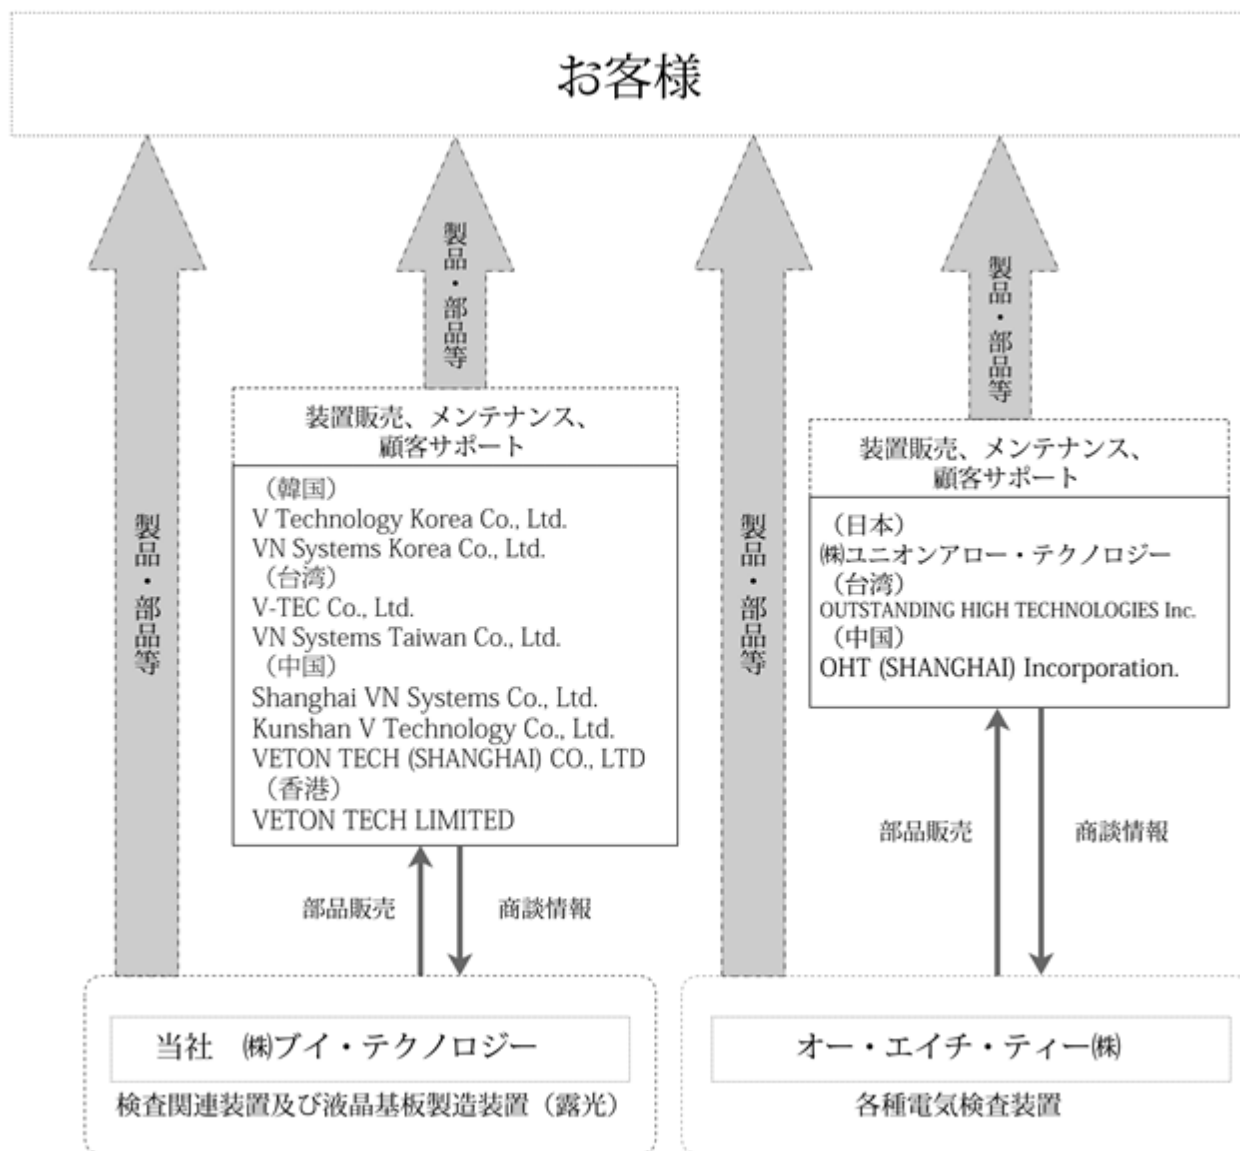 お客様
製品・部品等
製品・部品等
製品・部品等
製品・部品等
装置販売、メンテナンス、
顧客サポート
（韓国）
V Technology Korea Co., Ltd.
VN Systems Korea Co., Ltd.
（台湾）
V-TEC Co., Ltd.
VN Systems Taiwan Co., Ltd.
（中国）
Shanghai VN Systems Co., Ltd.
Kunshan V Technology Co., Ltd.
VETON TECH (SHANGHAI) CO., LTD
（香港）
VETON TECH LIMITED
装置販売、メンテナンス、
顧客サポート
（日本）
㈱ユニオンアロー・テクノロジー
（台湾）
OUTSTANDING HIGH TECHNOLOGIES Inc.
（中国）
OHT (SHANGHAI) Incorporation.
部品販売
商談情報
部品販売
商談情報
当社　㈱ブイ・テクノロジー
検査関連装置及び液晶基板製造装置（露光）
オー・エイチ・ティー㈱
各種電気検査装置